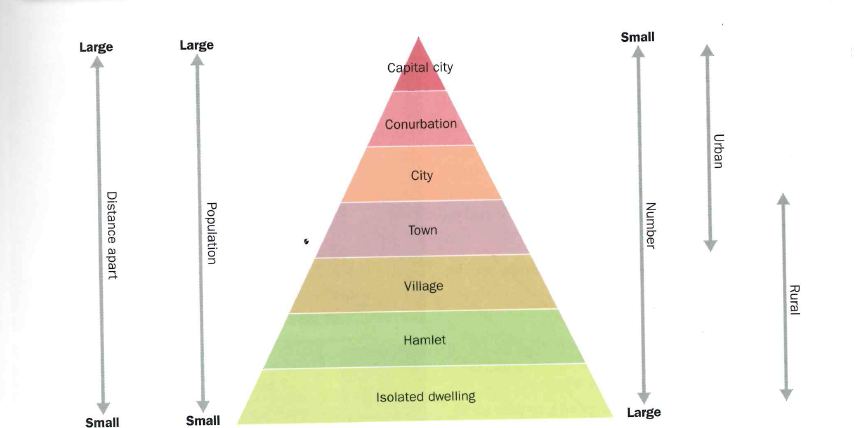 Large
Large
Small
Capital city
Conurbation
City
Town
Village
Hamlet
Isolated dwelling
Distance apart
Population
Number
Urban
Rural
Small
Small
Large